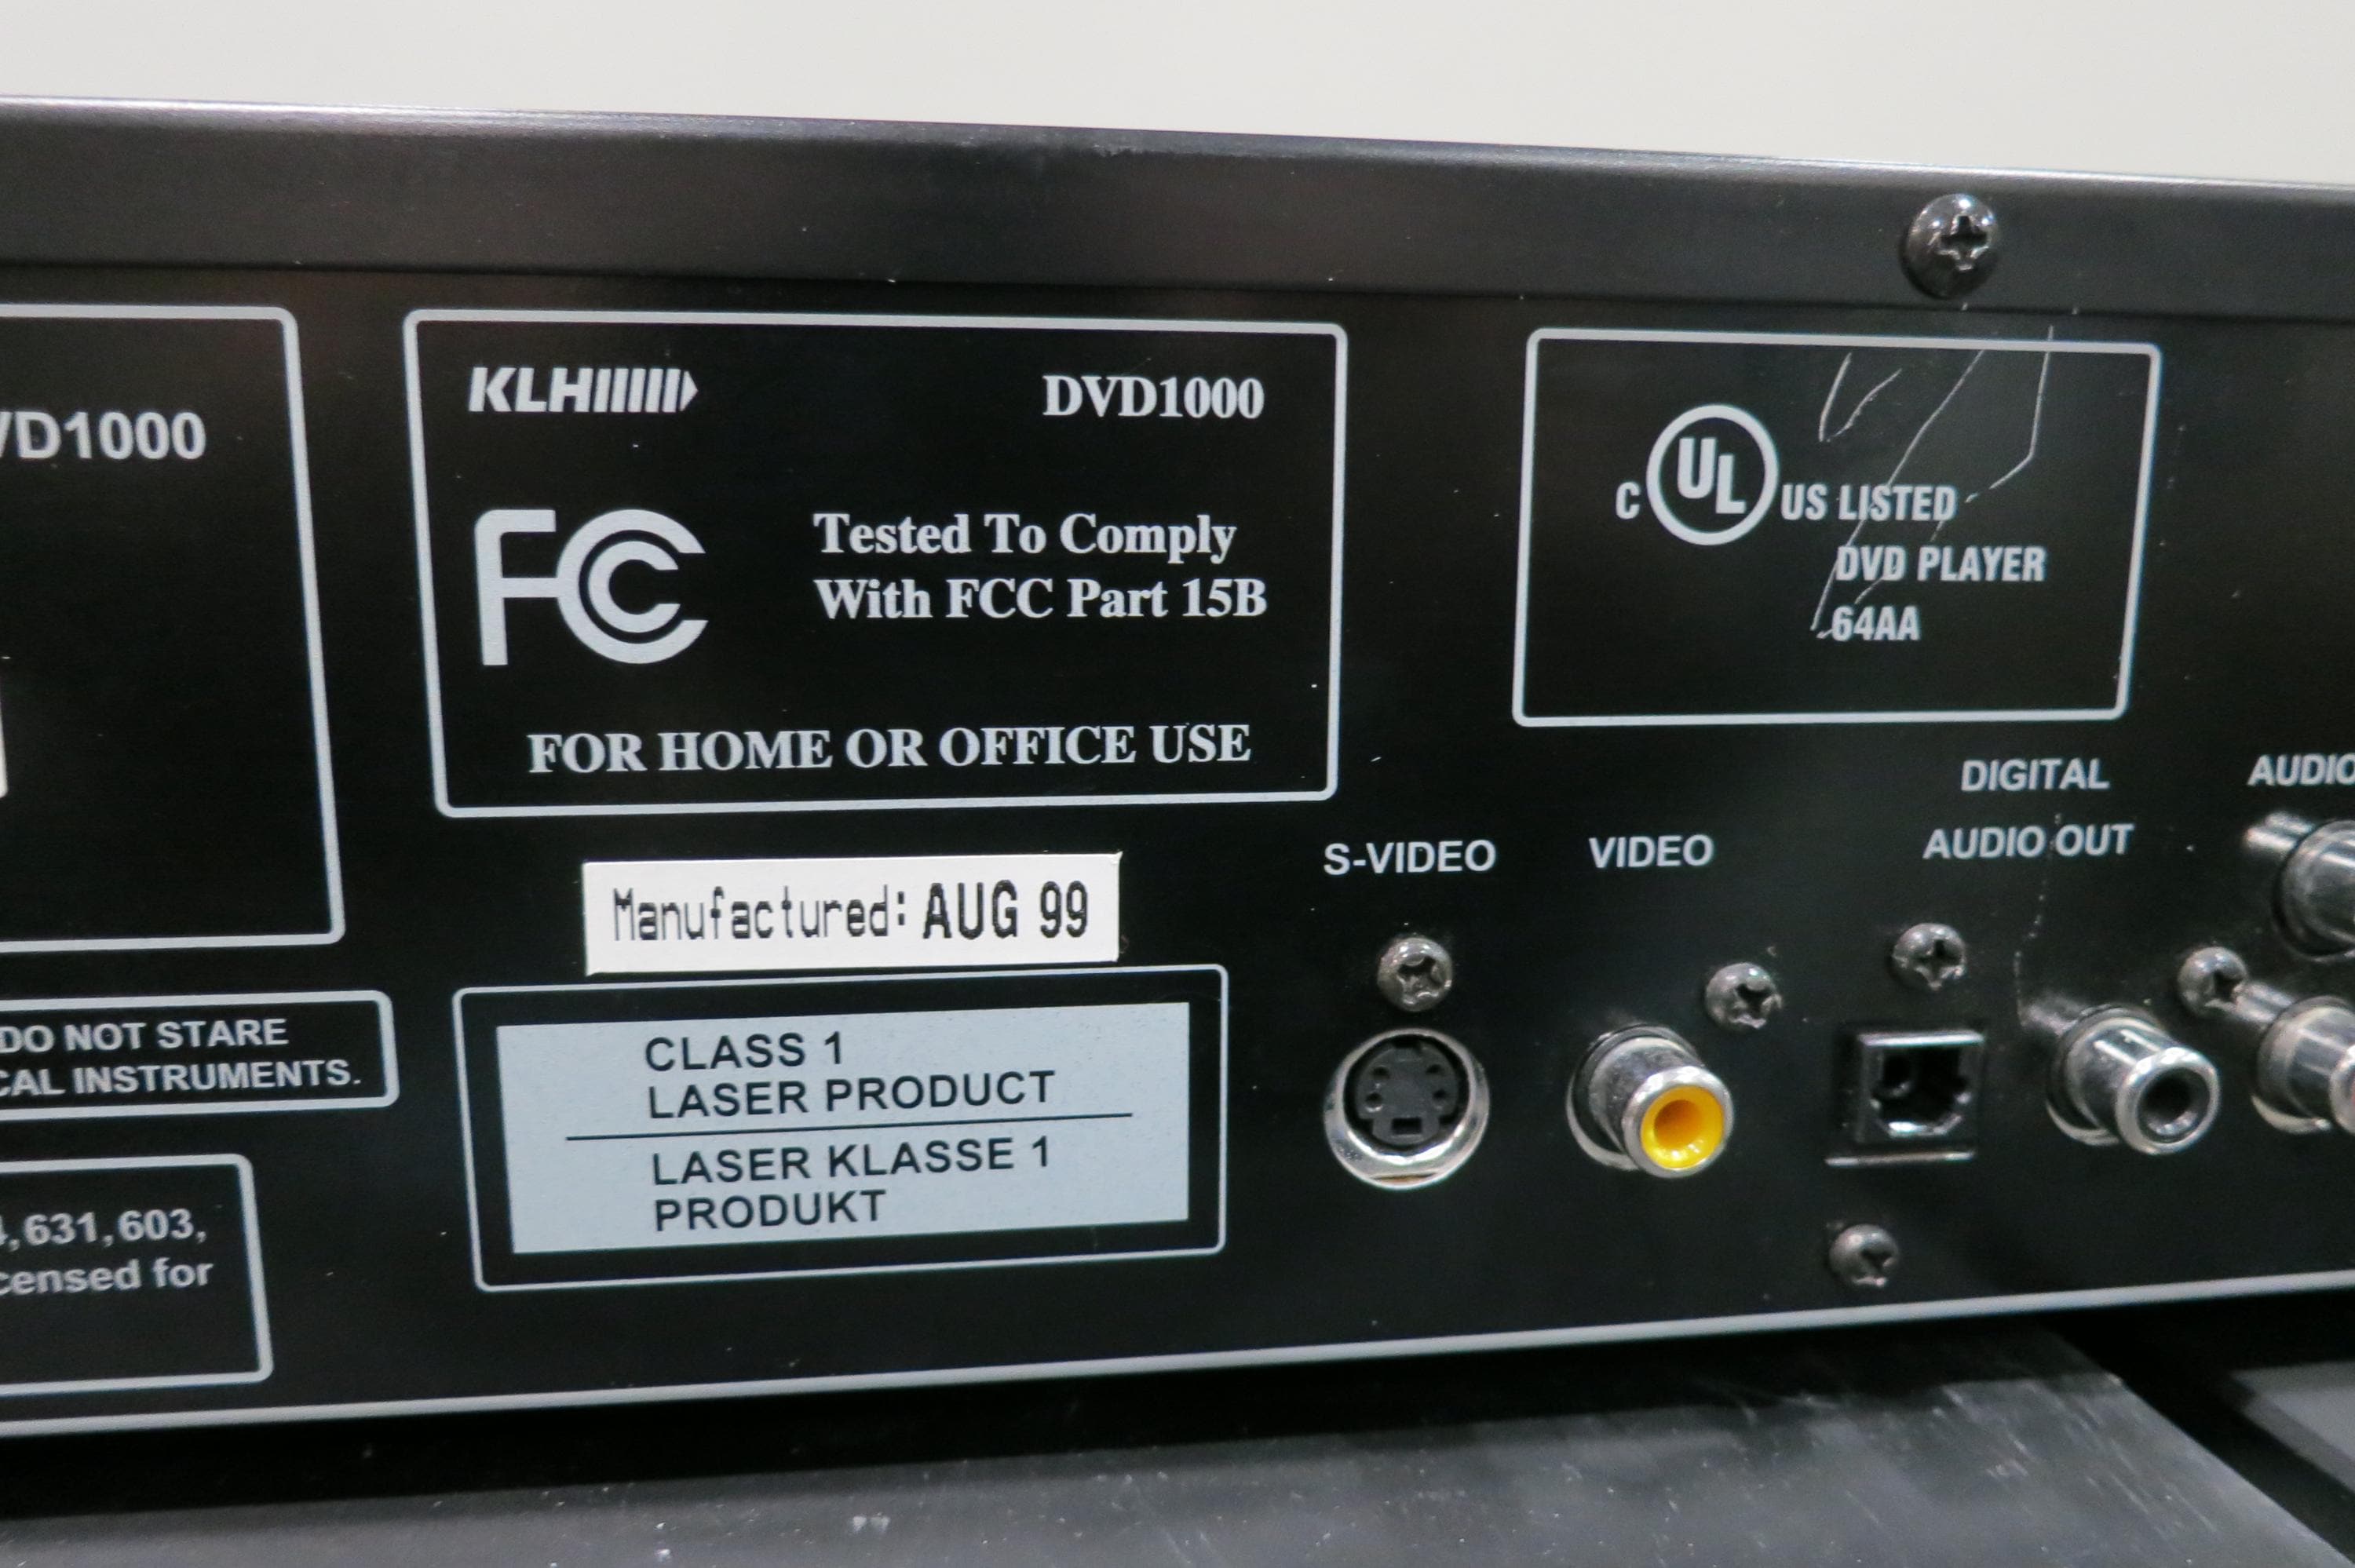 VD1000
KLH
DVD1000
FCC
Tested To Comply
With FCC Part 15B
FOR HOME OR OFFICE USE
C UL US LISTED
DVD PLAYER
64AA
DIGITAL
AUDIO OUT
AUDIO
S-VIDEO
VIDEO
Manufactured: AUG 99
DO NOT STARE
CAL INSTRUMENTS.
CLASS 1
LASER PRODUCT
LASER KLASSE 1
PRODUKT
4,631,603,
censed for